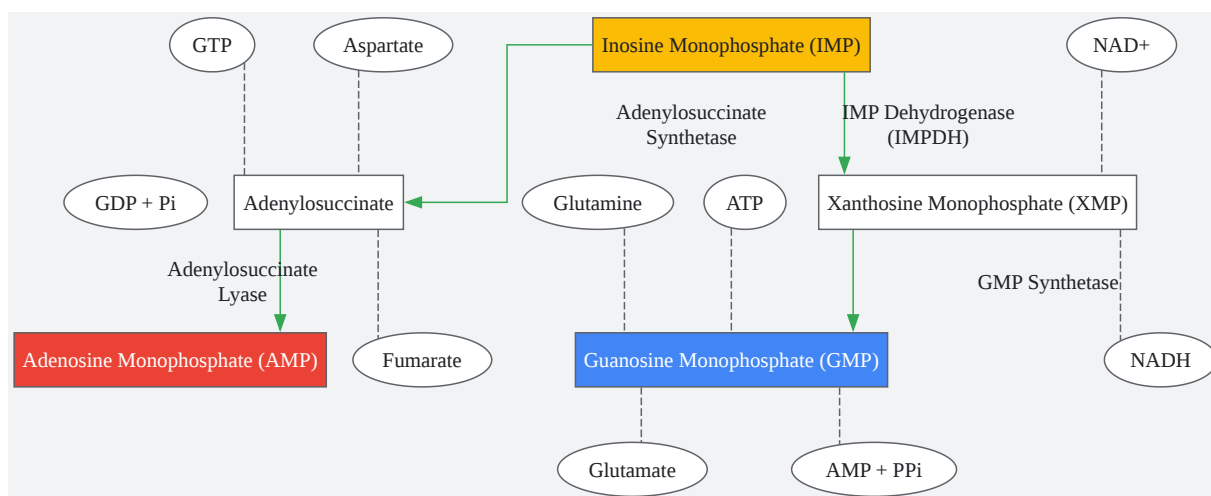 GTP
Aspartate
Inosine Monophosphate (IMP)
NAD+
Adenylosuccinate
Synthetase
IMP Dehydrogenase
(IMPDH)
GDP + Pi
Adenylosuccinate
Glutamine
ATP
Xanthosine Monophosphate (XMP)
Adenylosuccinate
Lyase
GMP Synthetase
Adenosine Monophosphate (AMP)
Fumarate
Guanosine Monophosphate (GMP)
NADH
Glutamate
AMP + PPi